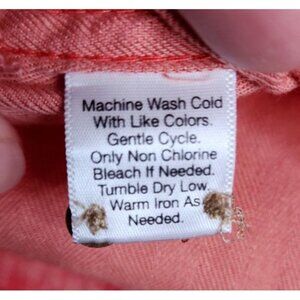 Machine Wash Cold
With Like Colors.
Gentle Cycle.
Only Non Chlorine
Bleach If Needed.
Tumble Dry Low.
Warm Iron As
Needed.